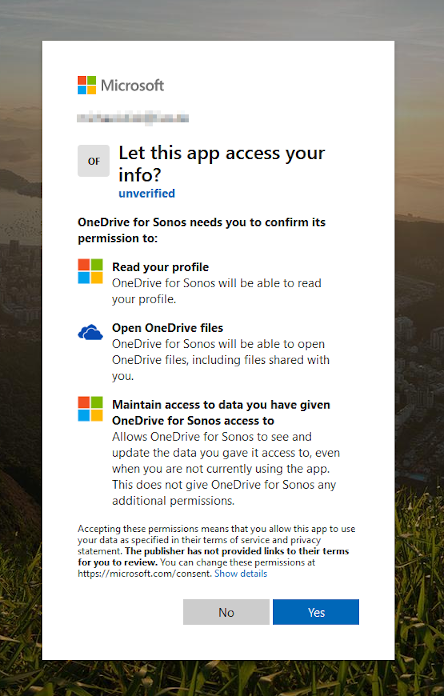 Microsoft
OF
Let this app access your
info?
unverified
OneDrive for Sonos needs you to confirm its
permission to:
Read your profile
OneDrive for Sonos will be able to read
your profile.
Open OneDrive files
OneDrive for Sonos will be able to open
OneDrive files, including files shared with
you.
Maintain access to data you have given
OneDrive for Sonos access to
Allows OneDrive for Sonos to see and
update the data you gave it access to, even
when you are not currently using the app.
This does not give OneDrive for Sonos any
additional permissions.
Accepting these permissions means that you allow this app to use
your data as specified in their terms of service and privacy
statement. The publisher has not provided links to their terms
for you to review. You can change these permissions at
https://microsoft.com/consent. Show details
No
Yes